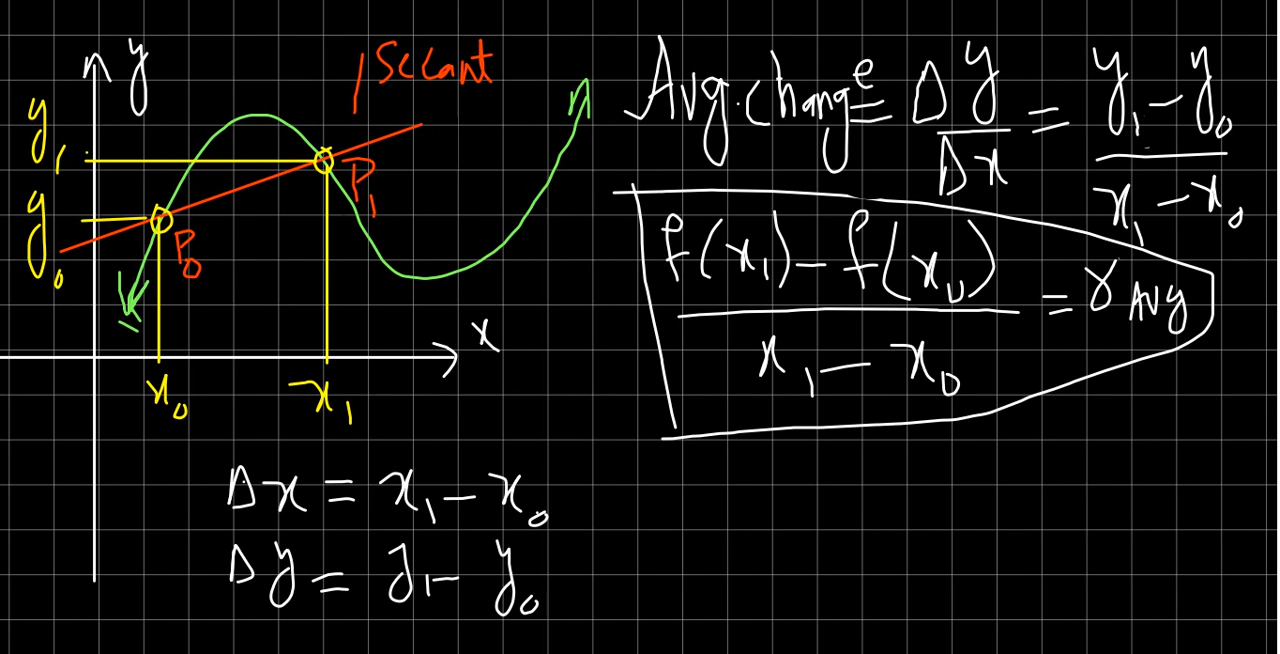 y
Secant
y₁
y₀
P₁
P₀
x
x₀
x₁
Δx = x₁ - x₀
Δy = y₁ - y₀
Avg. change = Δy/Δx = (y₁ - y₀)/(x₁ - x₀)
(f(x₁) - f(x₀))/(x₁ - x₀) = r AVG